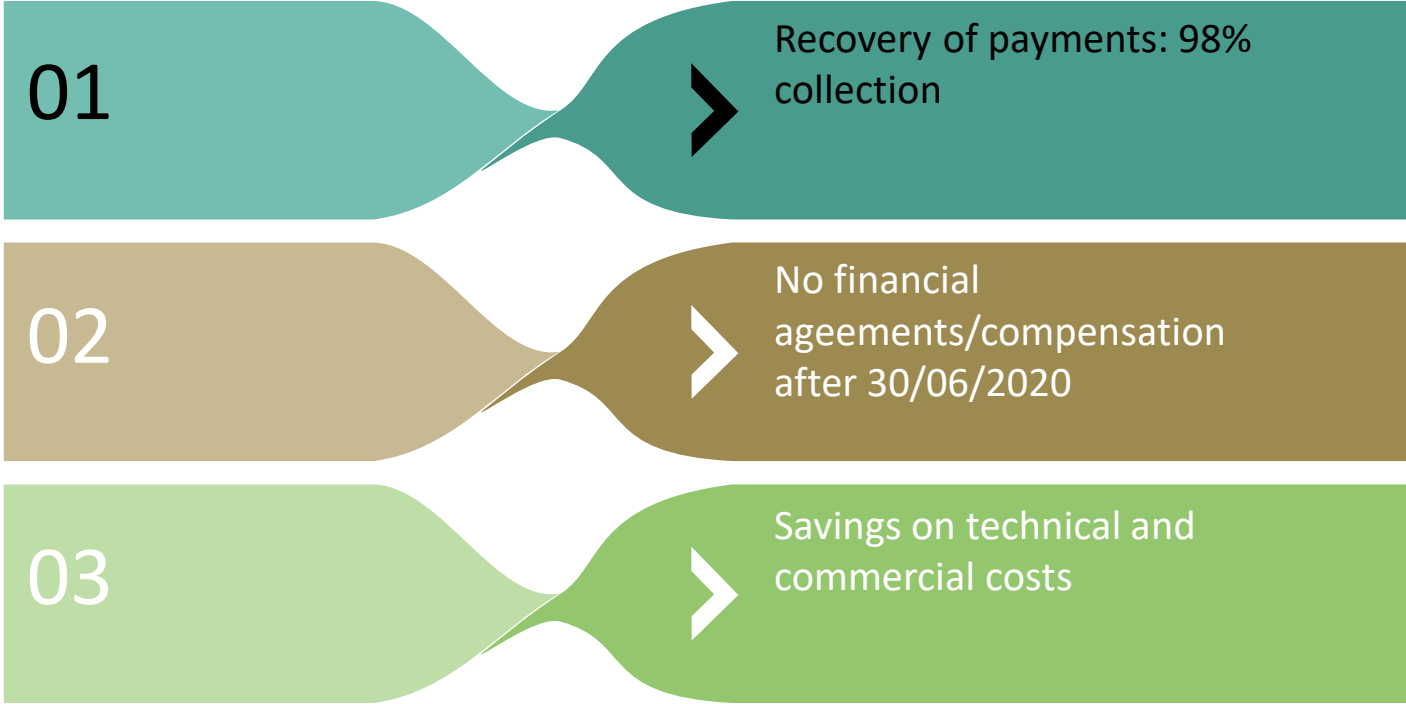 01
Recovery of payments: 98%
collection
02
No financial
ageements/compensation
after 30/06/2020
03
Savings on technical and
commercial costs